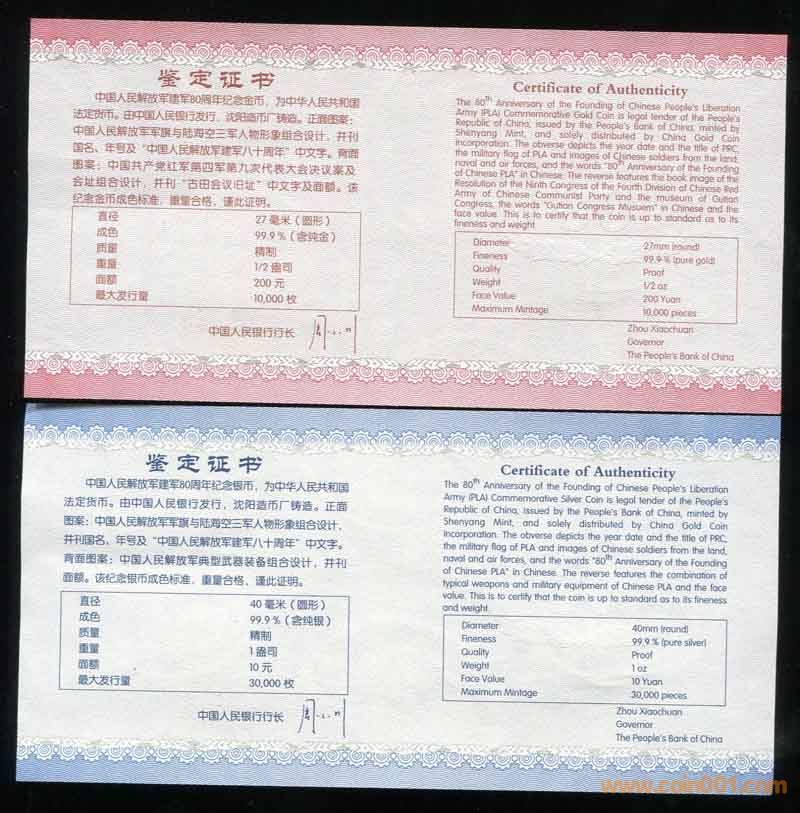 鉴定证书
中国人民解放军建军80周年纪念金币，为中华人民共和国
法定货币。由中国人民银行发行，沈阳造币厂铸造。正面图案：
中国人民解放军军旗与陆海空三军人物形象组合设计，并刊
国名、年号及“中国人民解放军建军八十周年”中文字。背面
图案：中国共产党红军第四军第九次代表大会决议案及
会址组合设计，并刊“古田会议旧址”中文字及面额。该
纪念金币成色标准，重量合格，谨此证明。
直径 27毫米（圆形）
成色 99.9%（含纯金）
质量 精制
重量 1/2盎司
面额 200元
最大发行量 10,000枚
中国人民银行行长
Certificate of Authenticity
The 80th Anniversary of the Founding of Chinese People's Liberation
Army (PLA) Commemorative Gold Coin is legal tender of the People's
Republic of China, issued by the People's Bank of China, minted by
Shenyang Mint, and solely distributed by China Gold Coin
Incorporation. The obverse depicts the year date and the title of PRC,
the military flag of PLA and images of Chinese soldiers from the land,
naval and air forces, and the words "80th Anniversary of the Founding
of Chinese PLA" in Chinese. The reverse features the book image of the
Resolution of the Ninth Congress of the Fourth Division of Chinese Red
Army of Chinese Communist Party and the museum of Gutian
Congress, the words "Gutian Congress Musuem" in Chinese and the
face value. This is to certify that the coin is up to standard as to its
fineness and weight
Diameter 27mm (round)
Fineness 99.9% (pure gold)
Quality Proof
Weight 1/2 oz
Face Value 200 Yuan
Maximum Mintage 10,000 pieces
Zhou Xiaochuan
Governor
The People's Bank of China
鉴定证书
中国人民解放军建军80周年纪念银币，为中华人民共和国
法定货币。由中国人民银行发行，沈阳造币厂铸造。正面
图案：中国人民解放军军旗与陆海空三军人物形象组合设计，
并刊国名、年号及“中国人民解放军建军八十周年”中文字。
背面图案：中国人民解放军典型武器装备组合设计，并刊
面额。该纪念银币成色标准，重量合格，谨此证明。
直径 40毫米（圆形）
成色 99.9%（含纯银）
质量 精制
重量 1盎司
面额 10元
最大发行量 30,000枚
中国人民银行行长
Certificate of Authenticity
The 80th Anniversary of the Founding of Chinese People's Liberation
Army (PLA) Commemorative Silver Coin is legal tender of the People's
Republic of China, issued by the People's Bank of China, minted by
Shenyang Mint, and solely distributed by China Gold Coin
Incorporation. The obverse depicts the year date and the title of PRC,
the military flag of PLA and images of Chinese soldiers from the land,
naval and air forces, and the words "80th Anniversary of the Founding
of Chinese PLA" in Chinese. The reverse features the combination of
typical weapons and military equipment of Chinese PLA and the face
value. This is to certify that the coin is up to standard as to its fineness
and weight
Diameter 40mm (round)
Fineness 99.9% (pure silver)
Quality Proof
Weight 1 oz
Face Value 10 Yuan
Maximum Mintage 30,000 pieces
Zhou Xiaochuan
Governor
The People's Bank of China
www.coin001.com